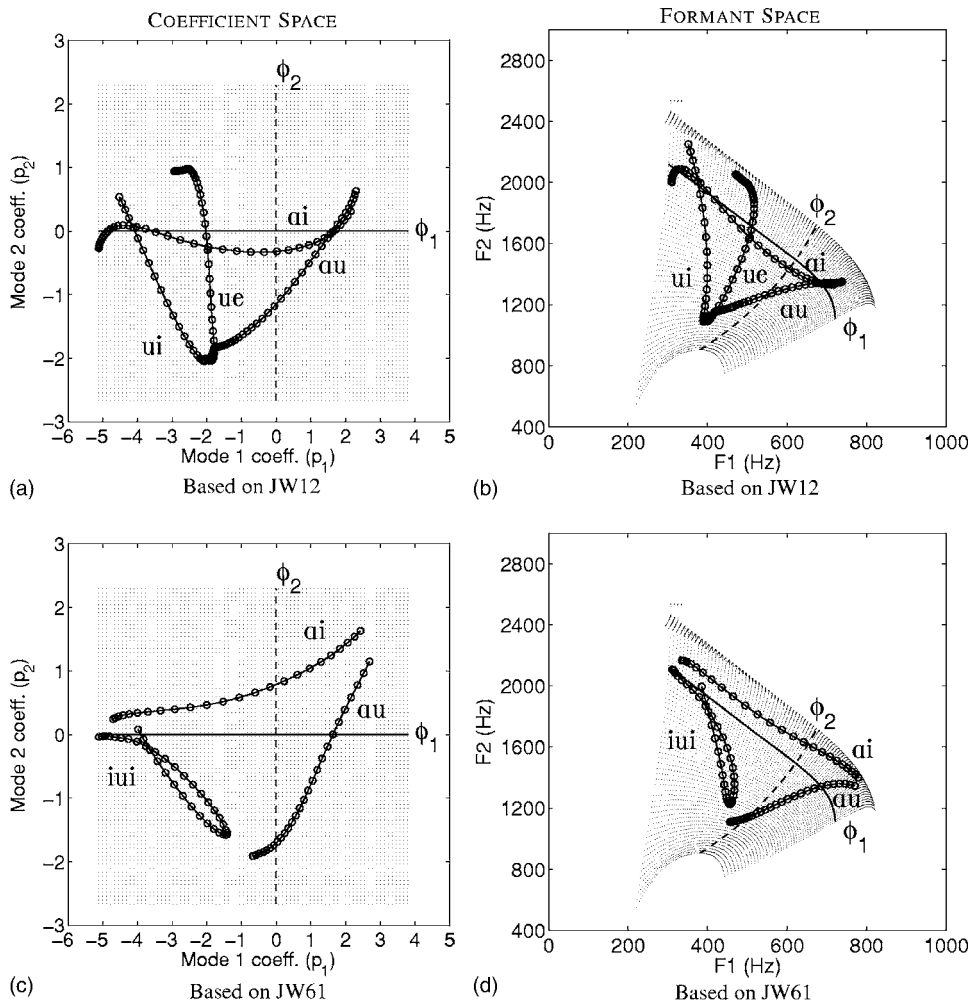 COEFFICIENT SPACE
3
2
1
0
−1
−2
−3
Mode 2 coeff. (p2)
ϕ2
ϕ1
ɑi
ɑu
ue
ui
−6 −5 −4 −3 −2 −1 0 1 2 3 4 5
Mode 1 coeff. (p1)
(a) Based on JW12
FORMANT SPACE
2800
2400
2000
1600
1200
800
400
F2 (Hz)
ϕ2
ɑi
ui
ue
ɑu
ϕ1
0 200 400 600 800 1000
F1 (Hz)
(b) Based on JW12
3
2
1
0
−1
−2
−3
Mode 2 coeff. (p2)
ϕ2
ɑi
ɑu
ϕ1
iui
−6 −5 −4 −3 −2 −1 0 1 2 3 4 5
Mode 1 coeff. (p1)
(c) Based on JW61
2800
2400
2000
1600
1200
800
400
F2 (Hz)
ϕ2
ɑi
iui
ɑu
ϕ1
0 200 400 600 800 1000
F1 (Hz)
(d) Based on JW61